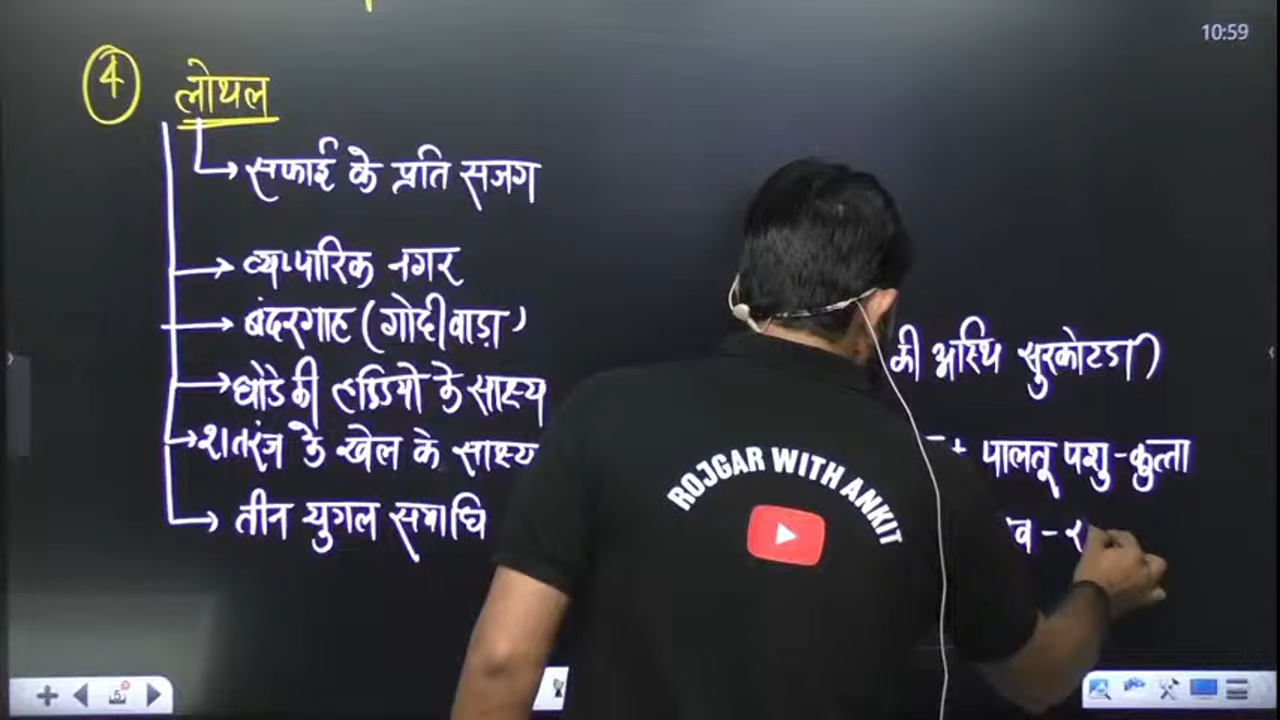 10:59
4 लोथल
सफाई के प्रति सजग
व्यापारिक नगर
बंदरगाह (गोदीवाड़ा)
घोडे की हड्डियो के साक्ष्य
की अस्थि सुरकोटडा)
शतरंज के खेल के साक्ष्य
पालतू पशु-कुत्ता
तीन युगल समाधि
ROJGAR WITH ANKIT